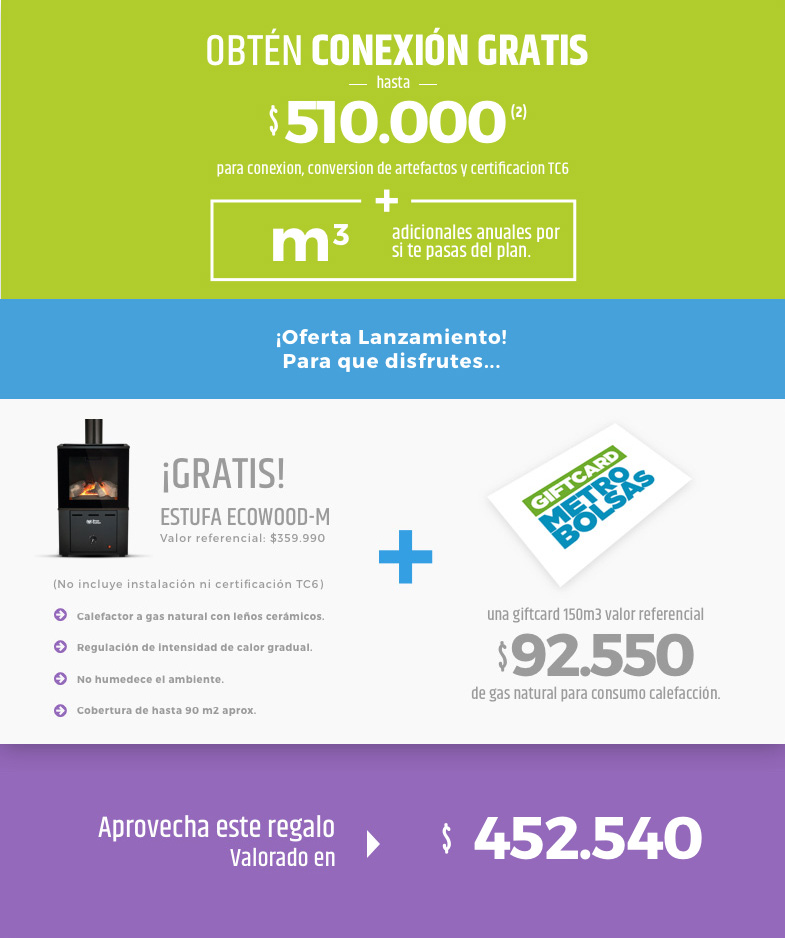 OBTÉN CONEXIÓN GRATIS
hasta
$ 510.000 (2)
para conexion, conversion de artefactos y certificacion TC6
+
m³
adicionales anuales por
si te pasas del plan.
¡Oferta Lanzamiento!
Para que disfrutes...
¡GRATIS!
ESTUFA ECOWOOD-M
Valor referencial: $359.990
(No incluye instalación ni certificación TC6)
Calefactor a gas natural con leños cerámicos.
Regulación de intensidad de calor gradual.
No humedece el ambiente.
Cobertura de hasta 90 m2 aprox.
+
GIFTCARD
METRO
BOLSAS
una giftcard 150m3 valor referencial
$ 92.550
de gas natural para consumo calefacción.
Aprovecha este regalo
Valorado en
$ 452.540